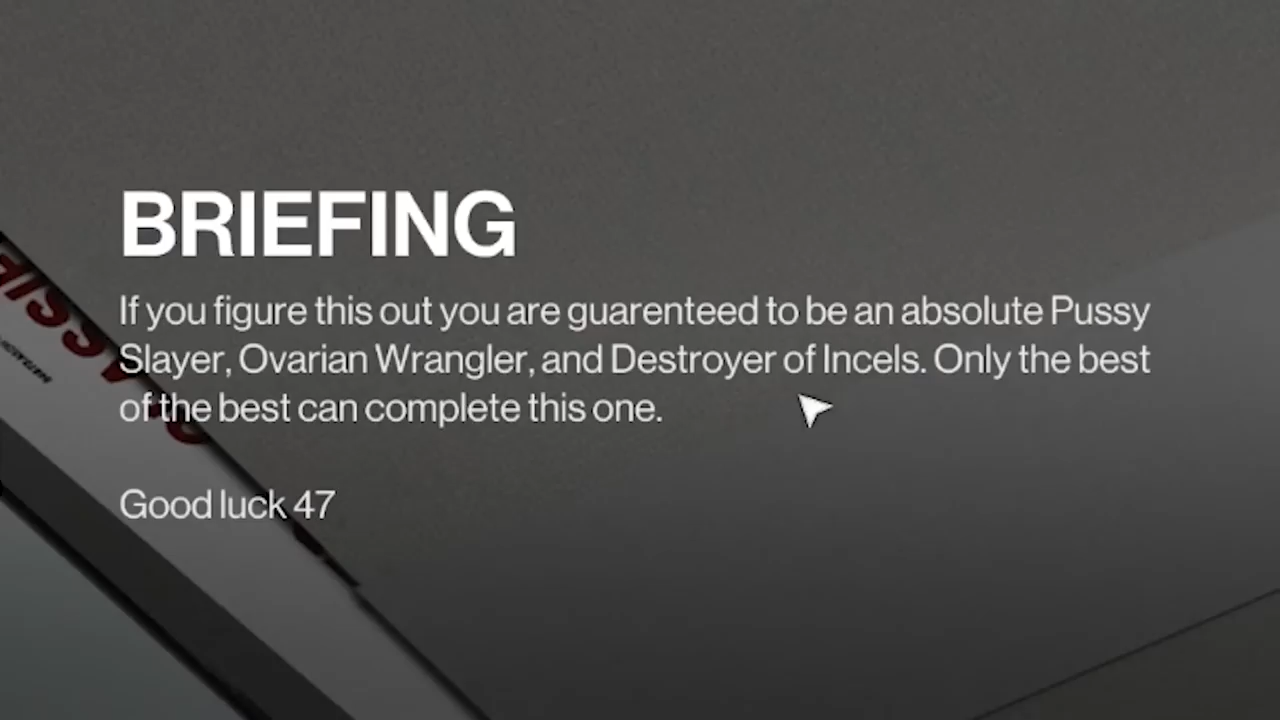 BRIEFING
If you figure this out you are guarenteed to be an absolute Pussy
Slayer, Ovarian Wrangler, and Destroyer of Incels. Only the best
of the best can complete this one.
Good luck 47